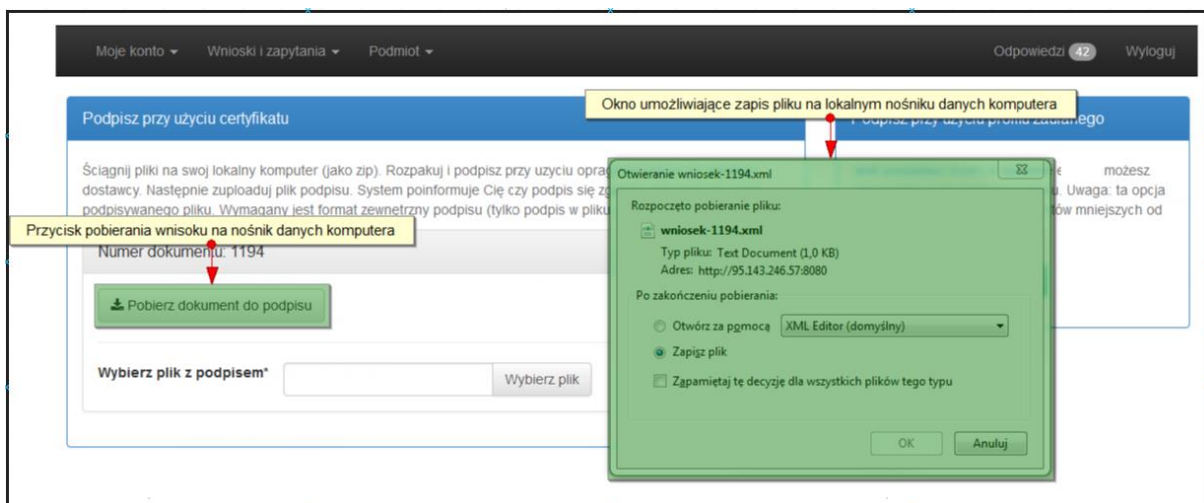 Moje konto Wnioski i zapytania Podmiot Odpowiedzi 42 Wyloguj
Okno umożliwiające zapis pliku na lokalnym nośniku danych komputera
Podpisz przy użyciu certyfikatu
Podpisz przy użyciu profilu zaufanego
Ściągnij pliki na swoj lokalny komputer (jako zip). Rozpakuj i podpisz przy uzyciu
dostawcy. Następnie zuploaduj plik podpisu. System poinformuje Cię czy podpis się
podpisywanego pliku. Wymagany jest format zewnetrzny podpisu (tylko podpis w pliku
możesz
Uwaga: ta opcja
mniejszych od
Przycisk pobierania wnisoku na nośnik danych komputera
Numer dokumentu: 1194
Pobierz dokument do podpisu
Wybierz plik z podpisem*
Wybierz plik
Otwieranie wniosek-1194.xml
Rozpoczęto pobieranie pliku:
wniosek-1194.xml
Typ pliku: Text Document (1,0 KB)
Adres: http://95.143.246.57:8080
Po zakończeniu pobierania:
Otwórz za pomocą XML Editor (domyślny)
Zapisz plik
Zapamiętaj tę decyzję dla wszystkich plików tego typu
OK Anuluj